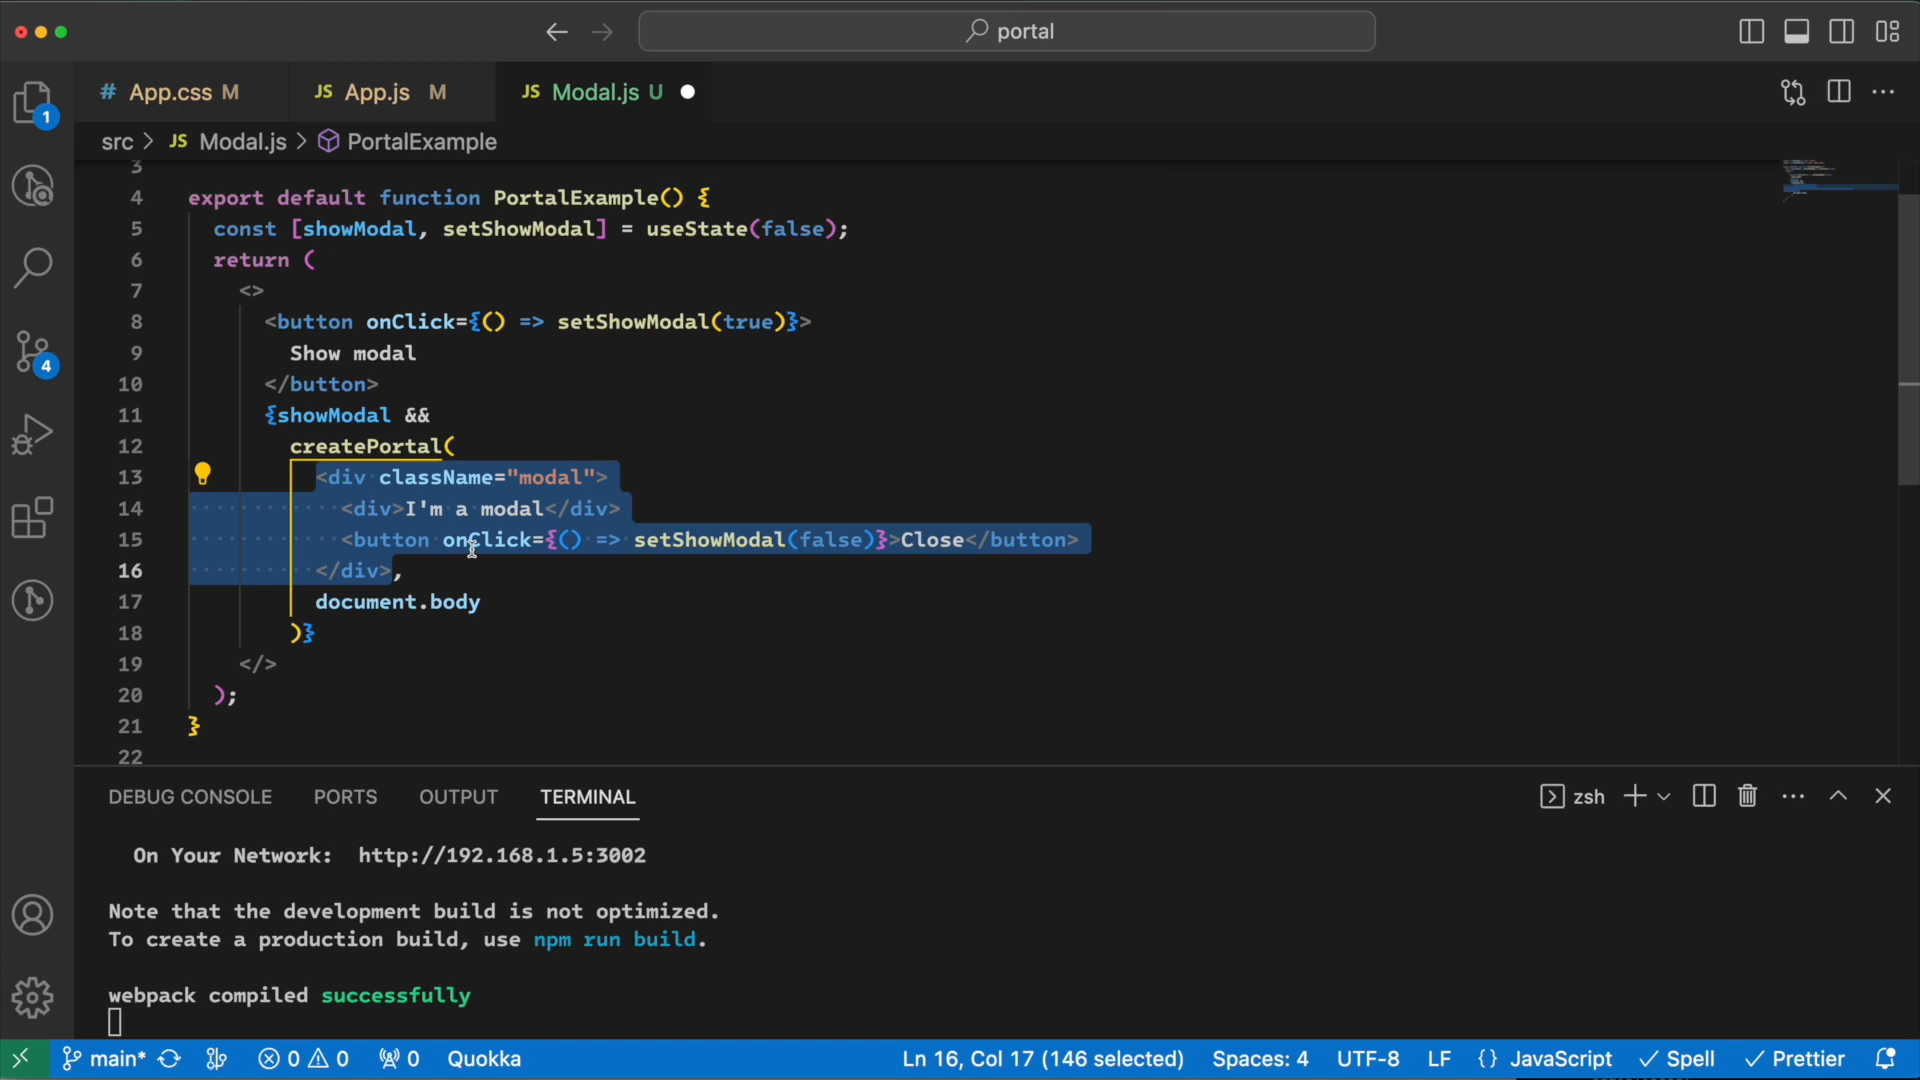 portal
# App.css M
JS App.js M
JS Modal.js U
src > JS Modal.js > PortalExample
1
4
3
4 export default function PortalExample() {
5 const [showModal, setShowModal] = useState(false);
6 return (
7 <>
8 <button onClick={() => setShowModal(true)}>
9 Show modal
10 </button>
11 {showModal &&
12 createPortal(
13 <div className="modal">
14 <div>I'm a modal</div>
15 <button onClick={() => setShowModal(false)}>Close</button>
16 </div>,
17 document.body
18 )}
19 </>
20 );
21 }
22
DEBUG CONSOLE PORTS OUTPUT TERMINAL
zsh
On Your Network: http://192.168.1.5:3002
Note that the development build is not optimized.
To create a production build, use npm run build.
webpack compiled successfully
main* 0 0 0 Quokka Ln 16, Col 17 (146 selected) Spaces: 4 UTF-8 LF {} JavaScript Spell Prettier